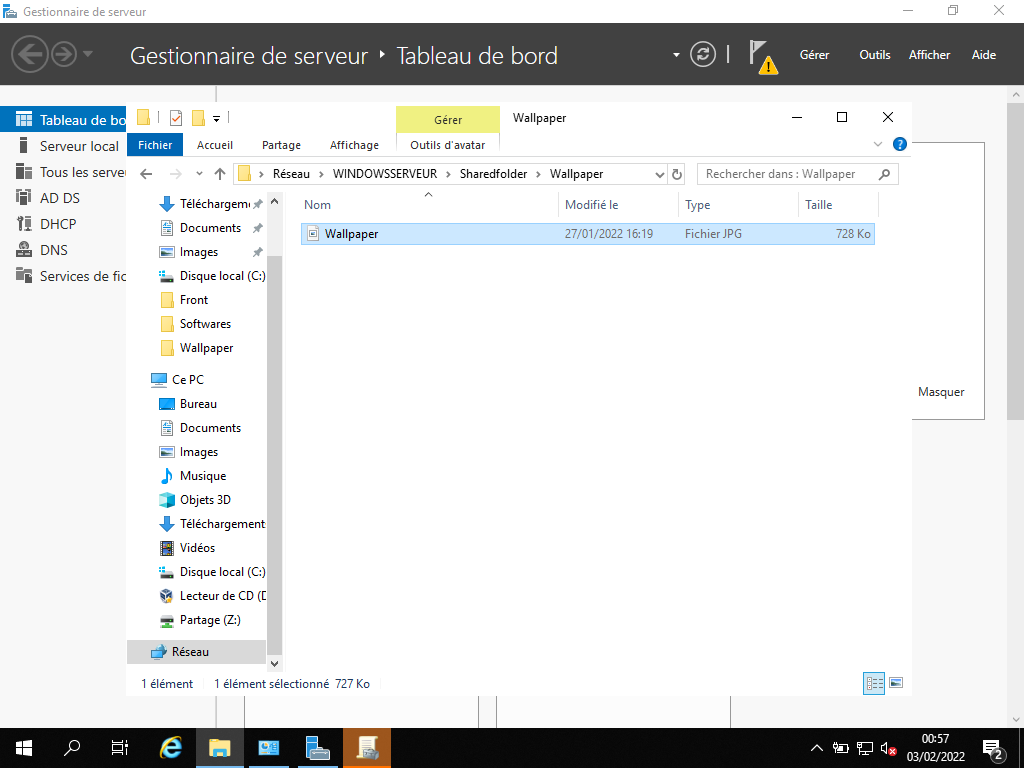 Gestionnaire de serveur
Gestionnaire de serveur • Tableau de bord
Gérer Outils Afficher Aide
Tableau de bo
Serveur local
Tous les serve
AD DS
DHCP
DNS
Services de fic
Gérer
Wallpaper
Fichier Accueil Partage Affichage Outils d'avatar
Réseau WINDOWSSERVEUR Sharedfolder Wallpaper
Rechercher dans : Wallpaper
Téléchargem
Documents
Images
Disque local (C:)
Front
Softwares
Wallpaper
Ce PC
Bureau
Documents
Images
Musique
Objets 3D
Téléchargement
Vidéos
Disque local (C:)
Lecteur de CD (D
Partage (Z:)
Réseau
Nom Modifié le Type Taille
Wallpaper 27/01/2022 16:19 Fichier JPG 728 Ko
Masquer
1 élément 1 élément sélectionné 727 Ko
00:57
03/02/2022
2